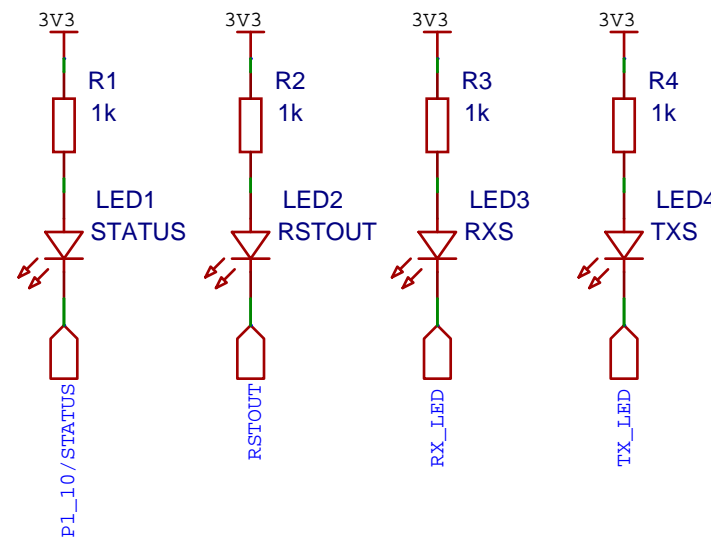 3V3
R1
1k
LED1
STATUS
P1_10/STATUS
3V3
R2
1k
LED2
RSTOUT
RSTOUT
3V3
R3
1k
LED3
RXS
RX_LED
3V3
R4
1k
LED4
TXS
TX_LED